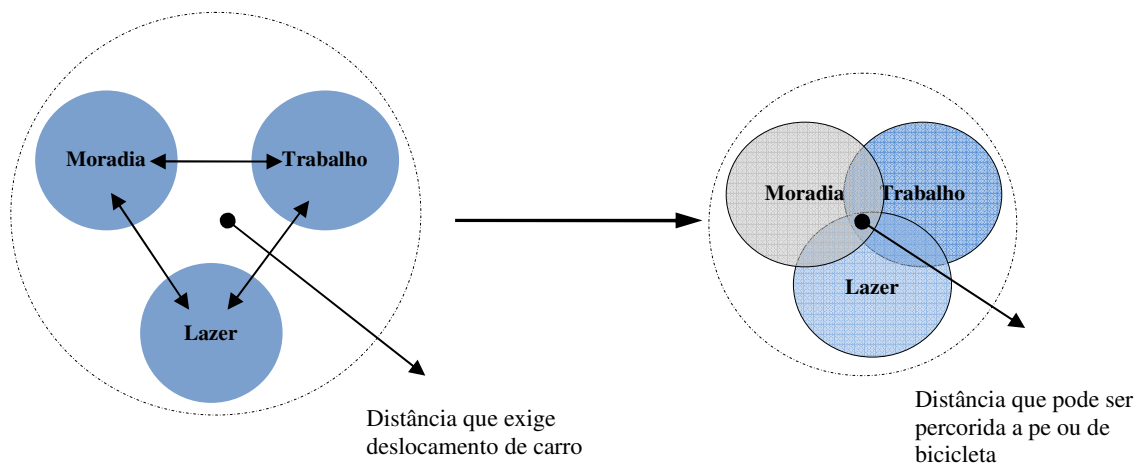 Moradia
Trabalho
Lazer
Distância que exige
deslocamento de carro
Moradia
Trabalho
Lazer
Distância que pode ser
percorida a pe ou de
bicicleta